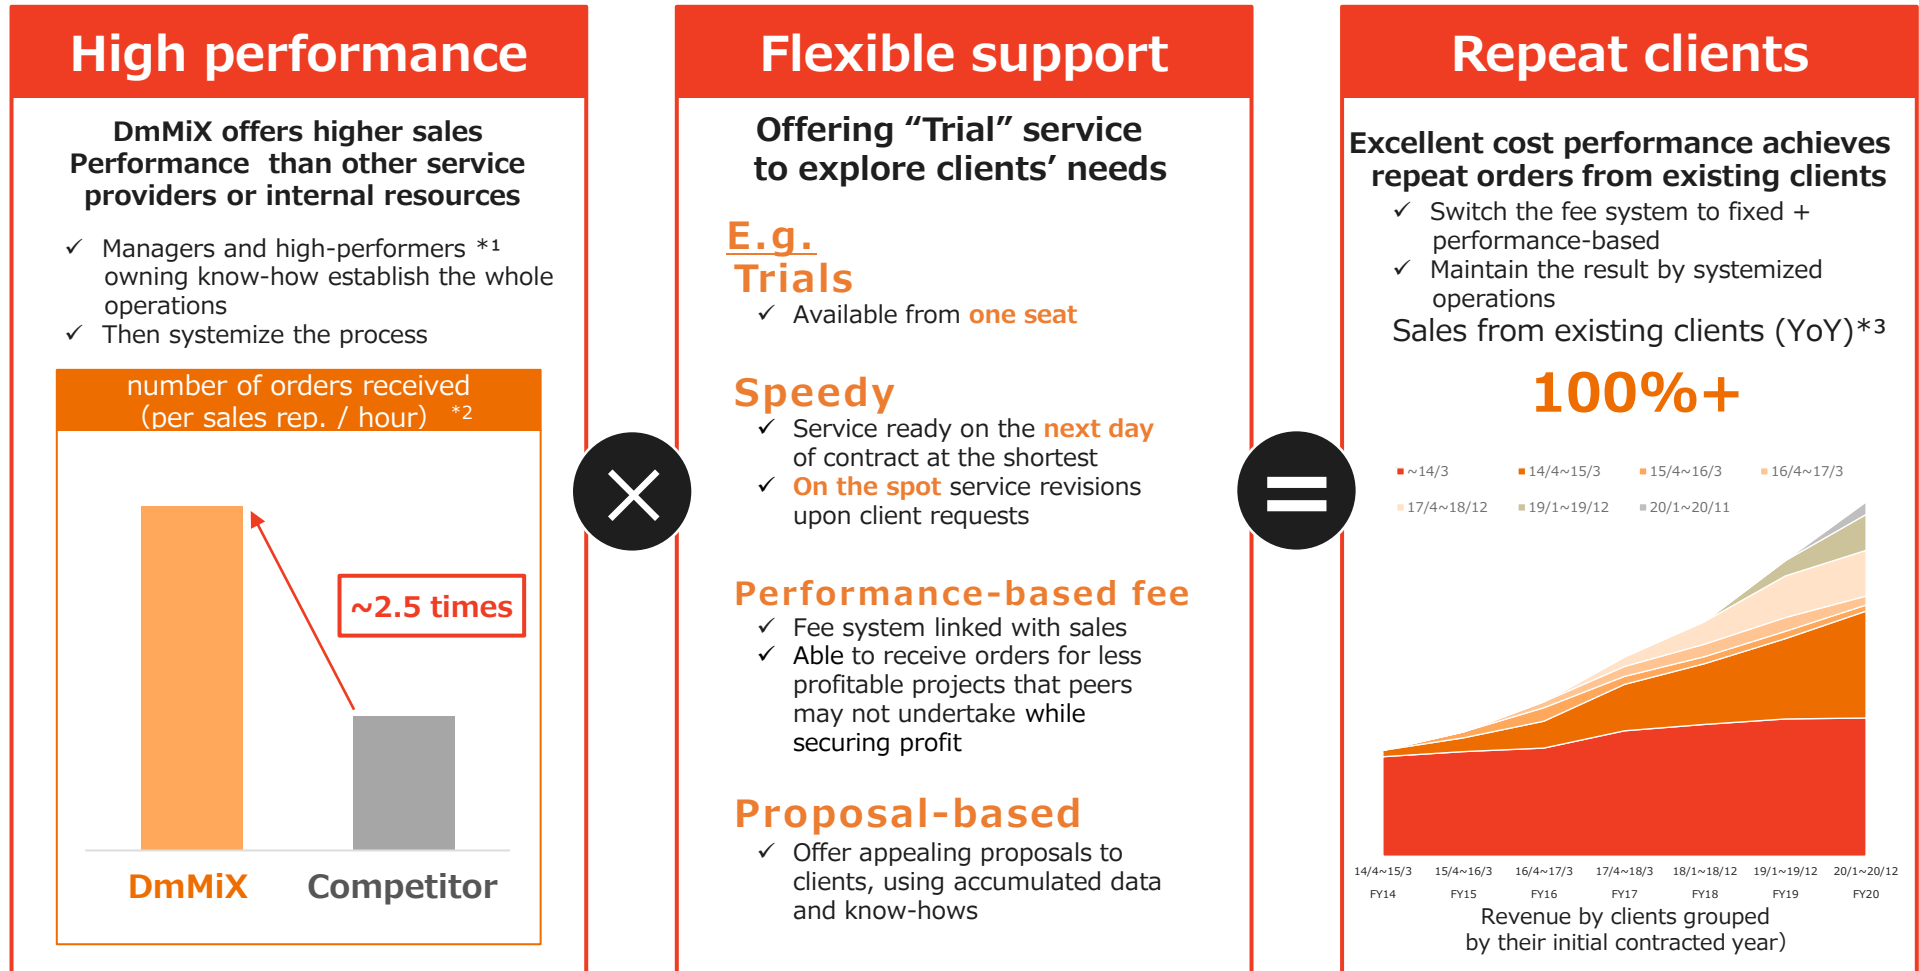 High performance
DmMiX offers higher sales
Performance than other service
providers or internal resources
✓ Managers and high-performers *1
owning know-how establish the whole
operations
✓ Then systemize the process
number of orders received
(per sales rep. / hour) *2
~2.5 times
DmMiX
Competitor
×
Flexible support
Offering “Trial” service
to explore clients’ needs
E.g.
Trials
✓ Available from one seat
Speedy
✓ Service ready on the next day
of contract at the shortest
✓ On the spot service revisions
upon client requests
Performance-based fee
✓ Fee system linked with sales
✓ Able to receive orders for less
profitable projects that peers
may not undertake while
securing profit
Proposal-based
✓ Offer appealing proposals to
clients, using accumulated data
and know-hows
=
Repeat clients
Excellent cost performance achieves
repeat orders from existing clients
✓ Switch the fee system to fixed +
performance-based
✓ Maintain the result by systemized
operations
Sales from existing clients (YoY)*3
100%+
~14/3 14/4~15/3 15/4~16/3 16/4~17/3
17/4~18/12 19/1~19/12 20/1~20/11
14/4~15/3 15/4~16/3 16/4~17/3 17/4~18/3 18/1~18/12 19/1~19/12 20/1~20/12
FY14 FY15 FY16 FY17 FY18 FY19 FY20
Revenue by clients grouped
by their initial contracted year)